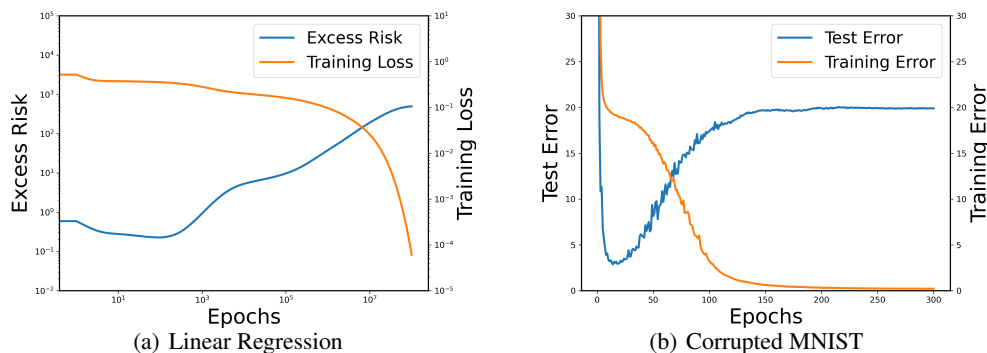 10^5
10^4
10^3
10^2
10^1
10^0
10^-1
10^-2
Excess Risk
Excess Risk
Training Loss
10^1
10^0
10^-1
10^-2
10^-3
10^-4
10^-5
Training Loss
10^1 10^3 10^5 10^7
Epochs
(a) Linear Regression
30
25
20
15
10
5
0
Test Error
Test Error
Training Error
30
25
20
15
10
5
0
Training Error
0 50 100 150 200 250 300
Epochs
(b) Corrupted MNIST